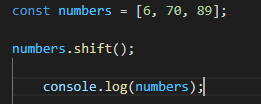 const numbers = [6, 70, 89];
numbers.shift();
console.log(numbers);